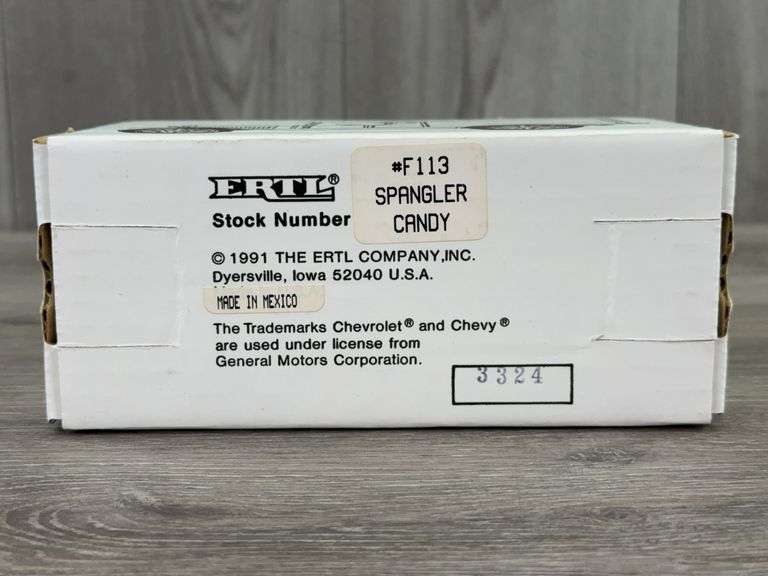 ERTL®
Stock Number
#F113
SPANGLER
CANDY
© 1991 THE ERTL COMPANY,INC.
Dyersville, Iowa 52040 U.S.A.
MADE IN MEXICO
The Trademarks Chevrolet® and Chevy®
are used under license from
General Motors Corporation.
3324